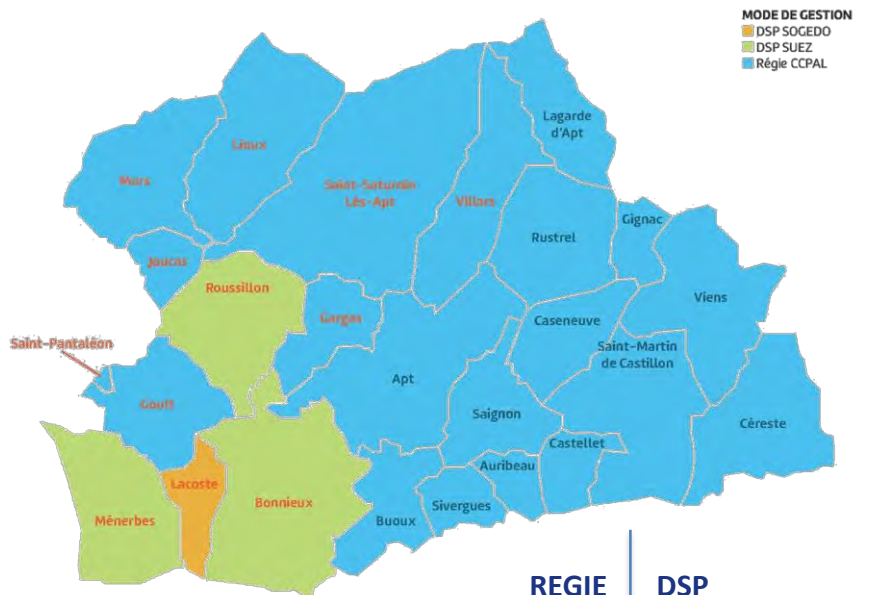 MODE DE GESTION
DSP SOGEDO
DSP SUEZ
Régie CCPAL
Lagarde
d'Apt
Lioux
Murs
Saint-Saturnin
Lès-Apt
Villars
Gignac
Rustrel
Joucas
Roussillon
Viens
Gargas
Caseneuve
Saint-Pantaléon
Saint-Martin
de Castillon
Apt
Goult
Saignon
Céreste
Castellet
Auribeau
Lacoste
Bonnieux
Sivergues
Ménerbes
Buoux
REGIE
DSP